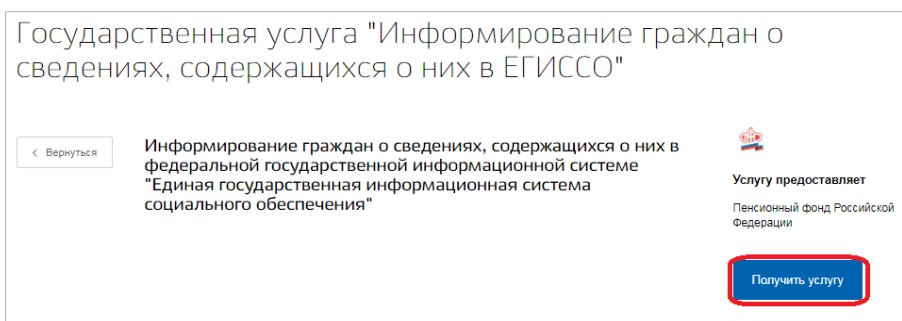 Государственная услуга "Информирование граждан о
сведениях, содержащихся о них в ЕГИССО"
< Вернуться
Информирование граждан о сведениях, содержащихся о них в
федеральной государственной информационной системе
"Единая государственная информационная система
социального обеспечения"
Услугу предоставляет
Пенсионный фонд Российской
Федерации
Получить услугу